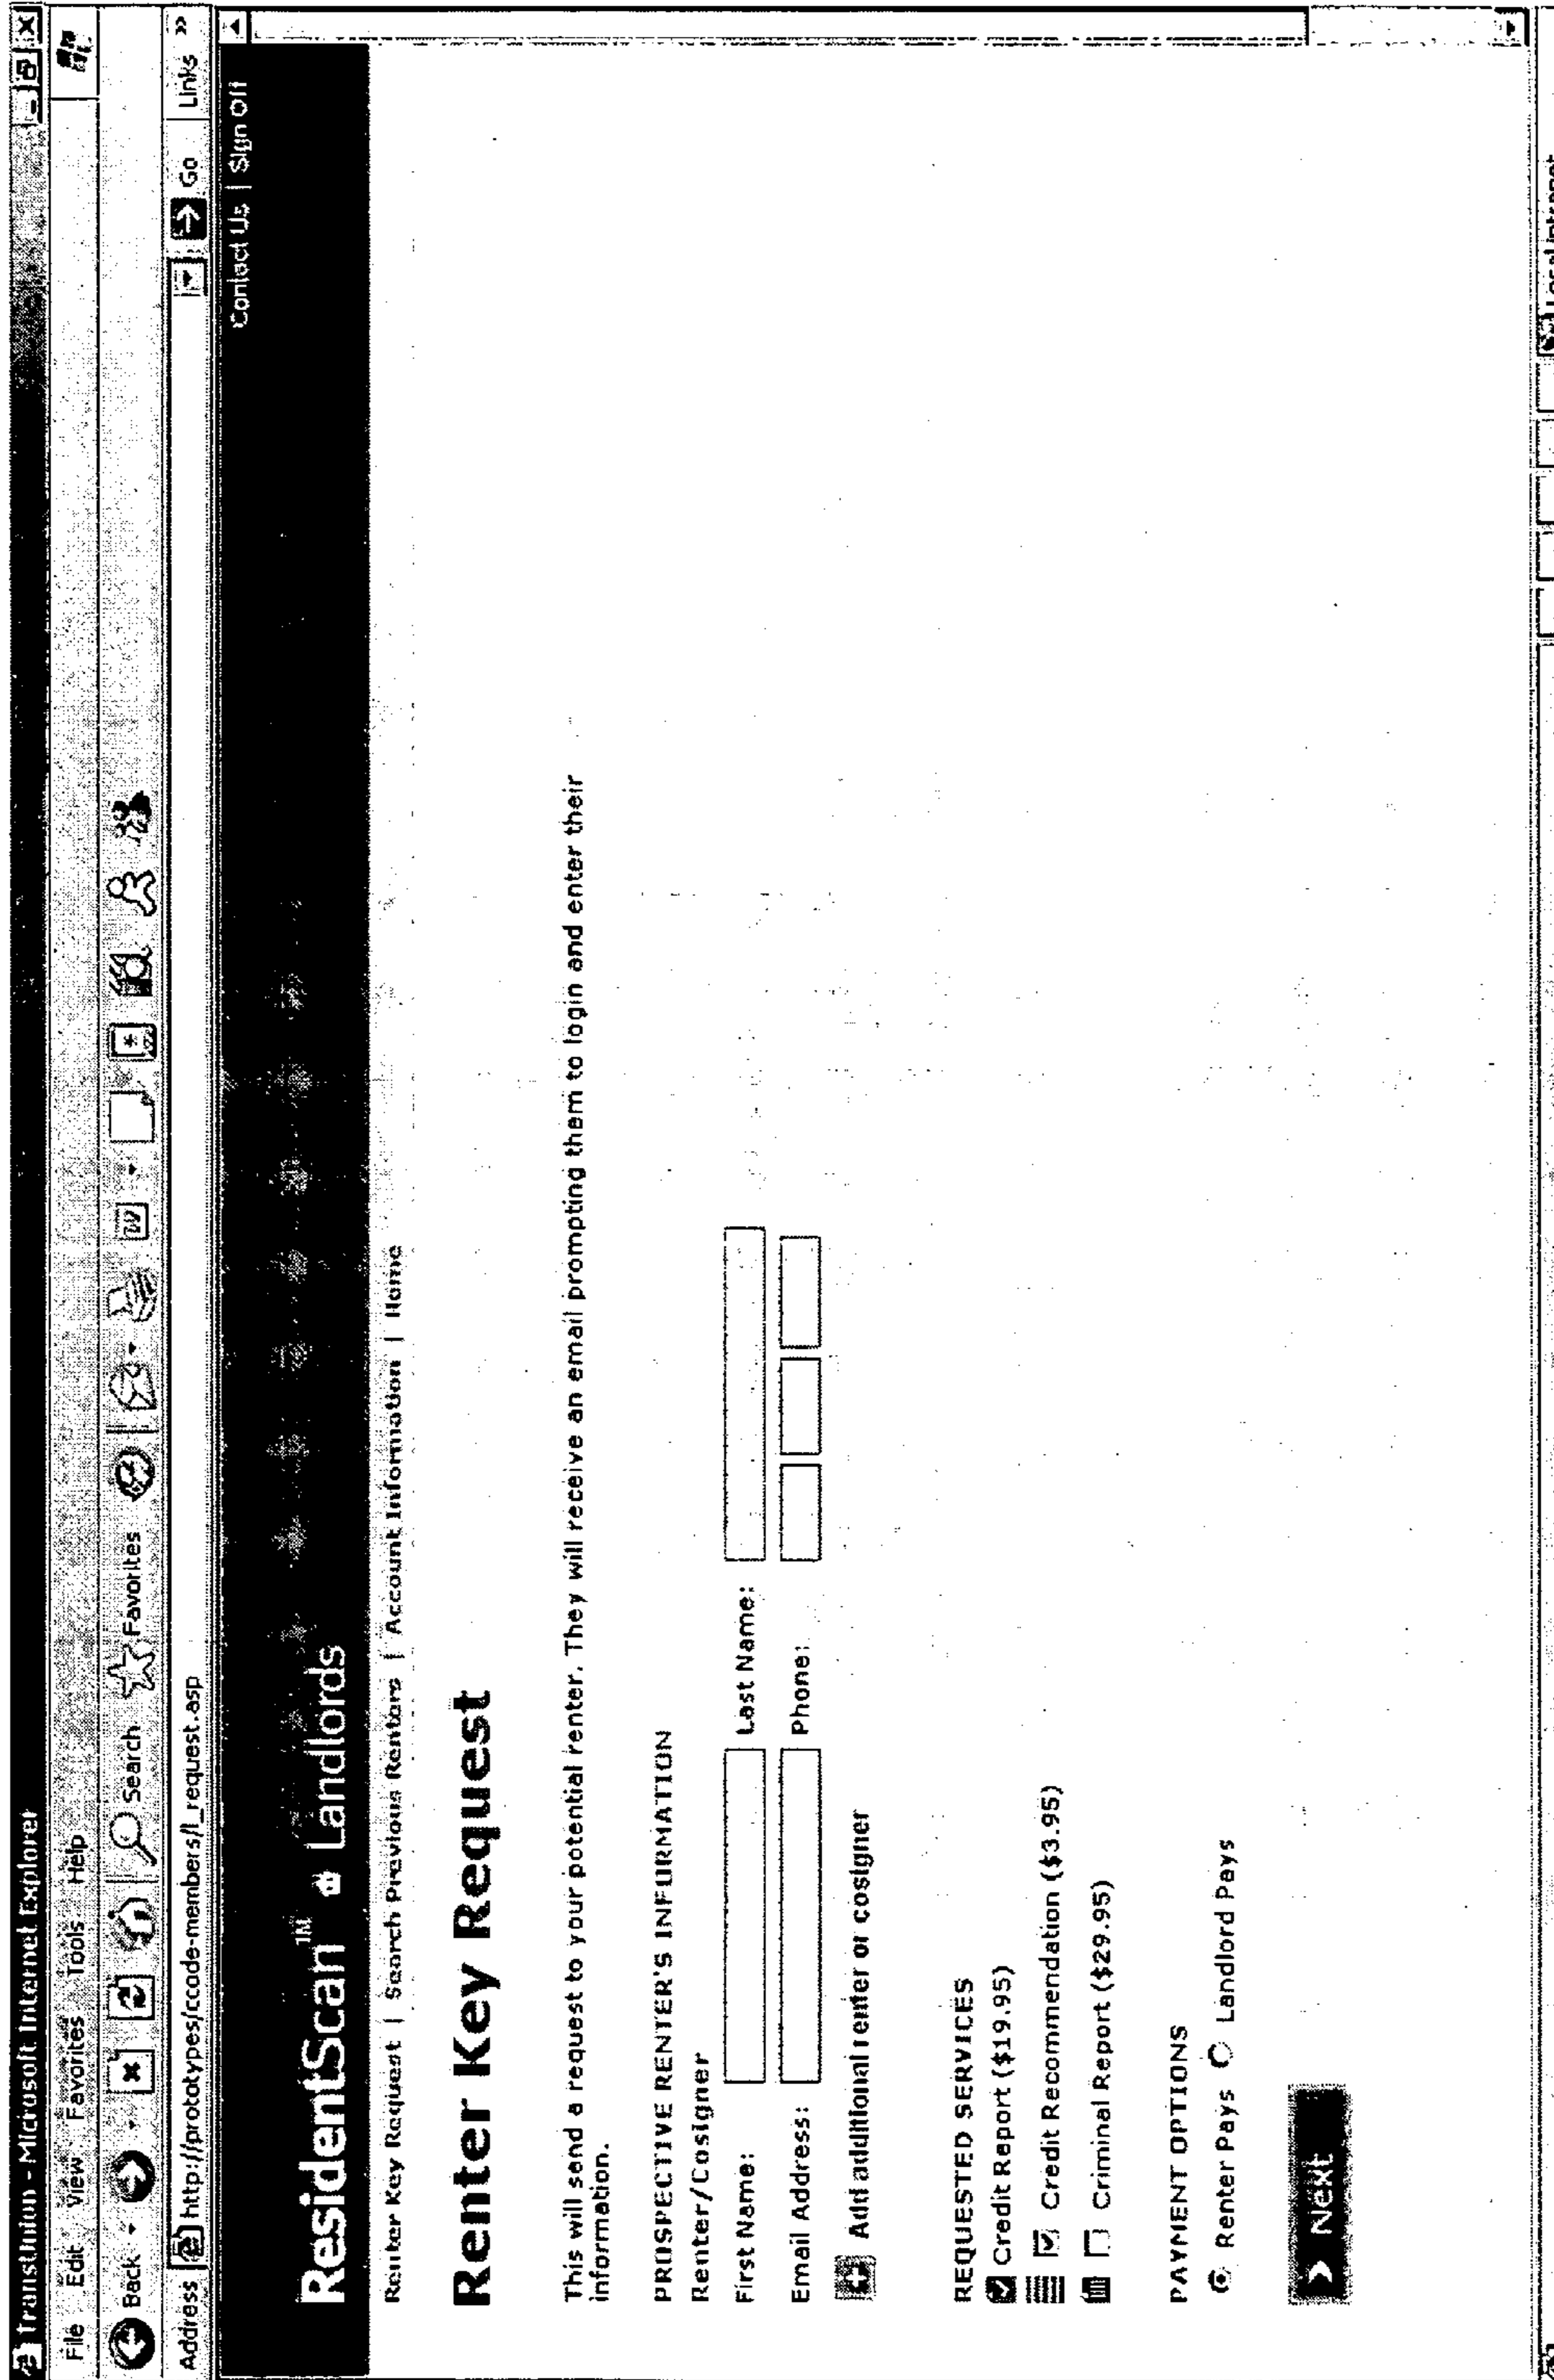 TransUnion - Microsoft Internet Explorer
File Edit View Favorites Tools Help
Back Search Favorites
Address http://prototypes/ccode-members/l_request.asp Go Links »
Contact Us | Sign Off
ResidentScan™ Landlords
Renter Key Request | Search Previous Renters | Account Information | Home
Renter Key Request
This will send a request to your potential renter. They will receive an email prompting them to login and enter their
information.
PROSPECTIVE RENTER'S INFORMATION
Renter/Cosigner
First Name: Last Name:
Email Address: Phone:
Add additional renter or cosigner
REQUESTED SERVICES
Credit Report ($19.95)
Credit Recommendation ($3.95)
Criminal Report ($29.95)
PAYMENT OPTIONS
Renter Pays Landlord Pays
> NEXT
Local intranet